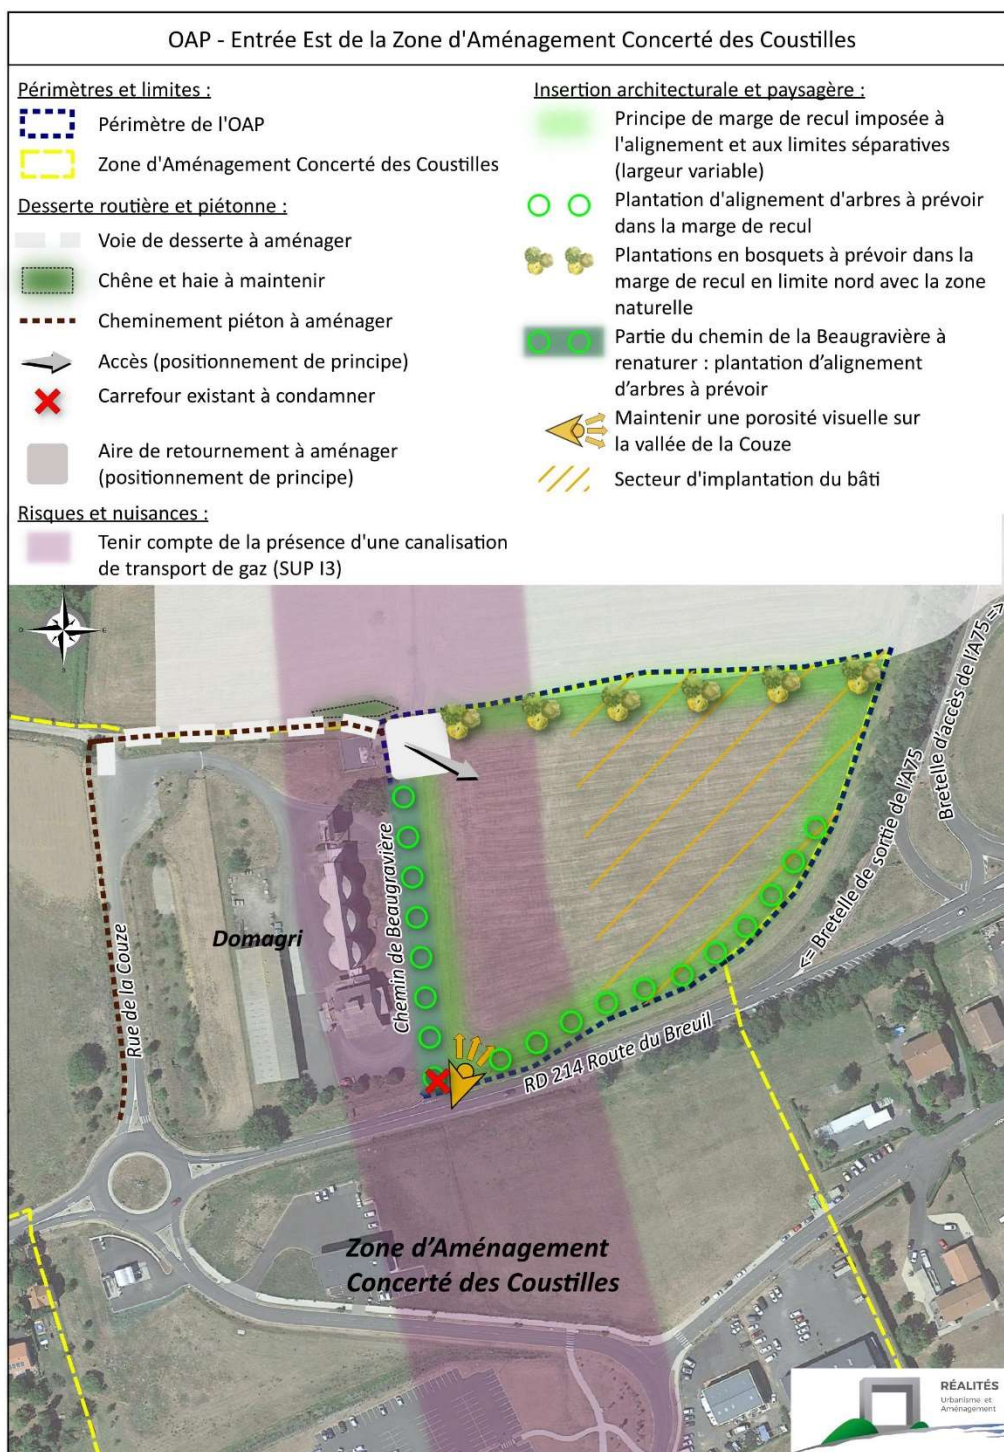 OAP - Entrée Est de la Zone d'Aménagement Concerté des Coustilles
Périmètres et limites :
Périmètre de l'OAP
Zone d'Aménagement Concerté des Coustilles
Desserte routière et piétonne :
Voie de desserte à aménager
Chêne et haie à maintenir
Cheminement piéton à aménager
Accès (positionnement de principe)
Carrefour existant à condamner
Aire de retournement à aménager
(positionnement de principe)
Risques et nuisances :
Tenir compte de la présence d'une canalisation
de transport de gaz (SUP I3)
Insertion architecturale et paysagère :
Principe de marge de recul imposée à
l'alignement et aux limites séparatives
(largeur variable)
Plantation d'alignement d'arbres à prévoir
dans la marge de recul
Plantations en bosquets à prévoir dans la
marge de recul en limite nord avec la zone
naturelle
Partie du chemin de la Beaugravière à
renaturer : plantation d’alignement
d’arbres à prévoir
Maintenir une porosité visuelle sur
la vallée de la Couze
Secteur d'implantation du bâti
Bretelle d'accès de l'A75 =>
<= Bretelle de sortie de l'A75
Chemin de Beaugravière
Domagri
Rue de la Couze
RD 214 Route du Breuil
Zone d’Aménagement
Concerté des Coustilles
RÉALITÉS
Urbanisme et
Aménagement